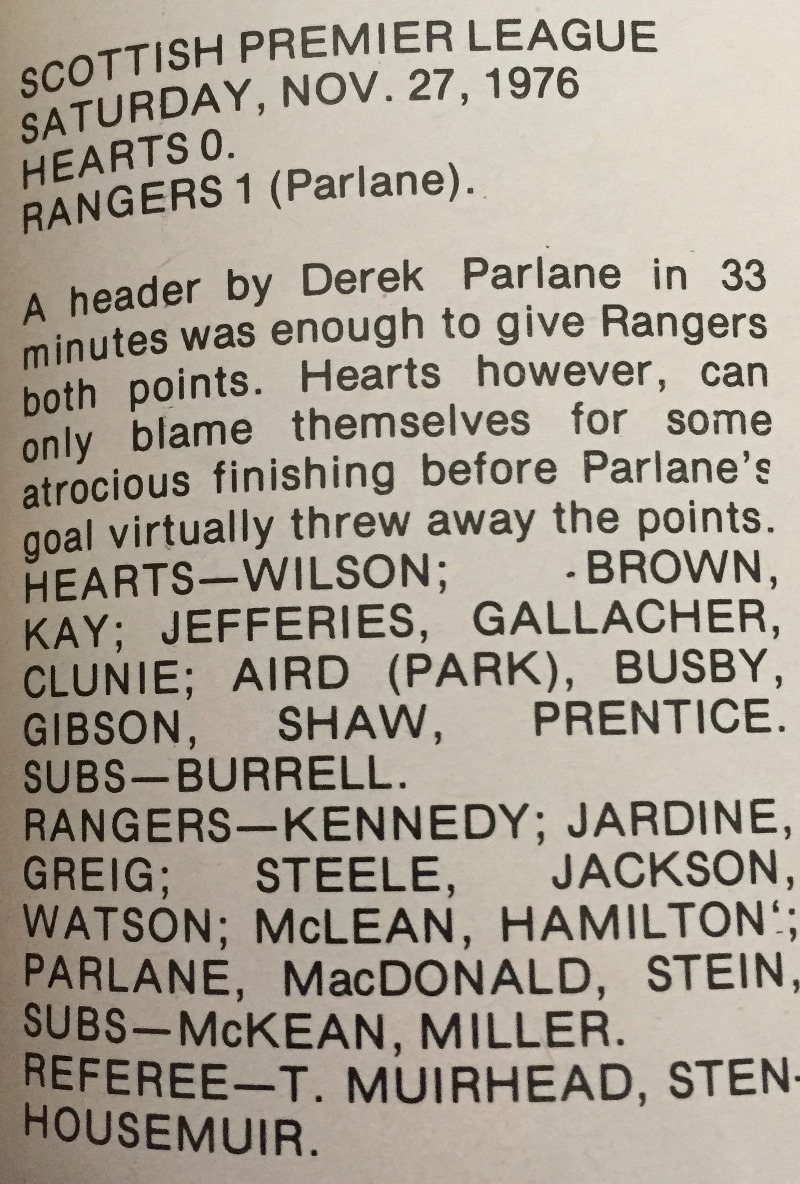 SCOTTISH PREMIER LEAGUE
SATURDAY, NOV. 27, 1976
HEARTS 0.
RANGERS 1 (Parlane).
A header by Derek Parlane in 33
minutes was enough to give Rangers
both points. Hearts however, can
only blame themselves for some
atrocious finishing before Parlane's
goal virtually threw away the points.
HEARTS—WILSON; BROWN,
KAY; JEFFERIES, GALLACHER,
CLUNIE; AIRD (PARK), BUSBY,
GIBSON, SHAW, PRENTICE.
SUBS—BURRELL.
RANGERS—KENNEDY; JARDINE,
GREIG; STEELE, JACKSON,
WATSON; McLEAN, HAMILTON‘;
PARLANE, MacDONALD, STEIN,
SUBS—McKEAN, MILLER.
REFEREE—T. MUIRHEAD, STEN-
HOUSEMUIR.